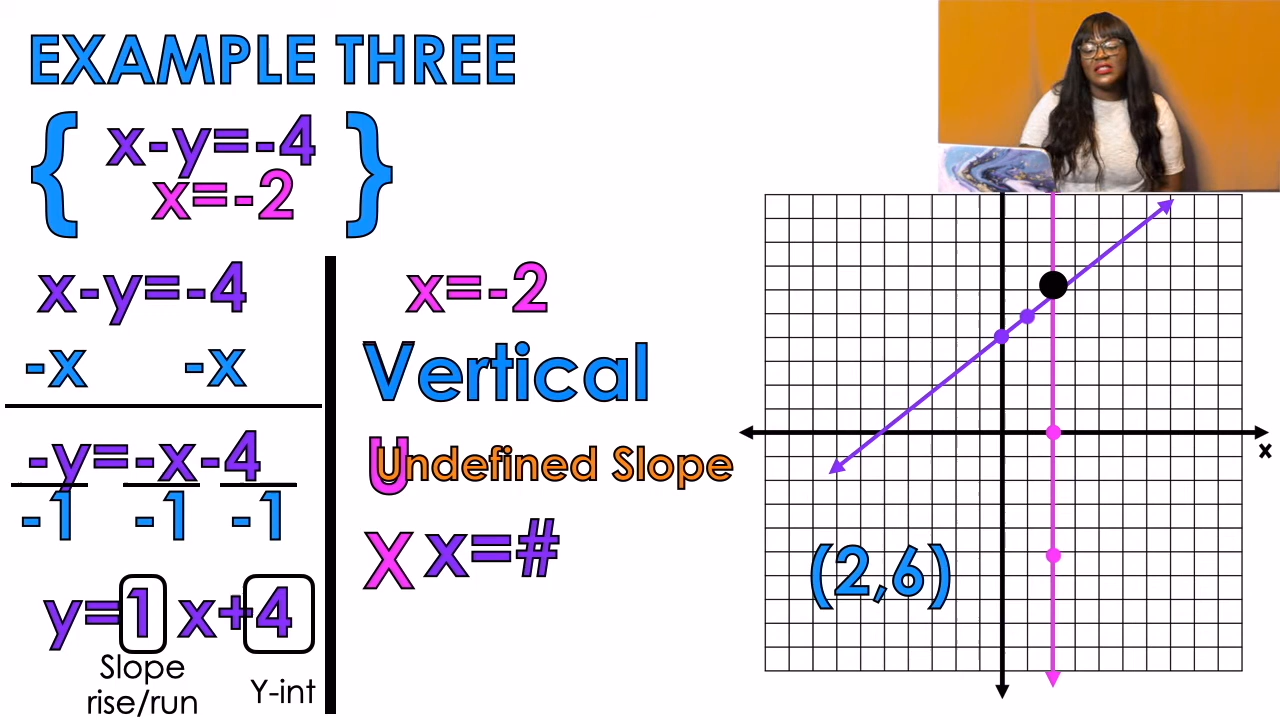 EXAMPLE THREE
{ x-y=-4 }
x=-2
x-y=-4
-x -x
-y=-x-4
-1 -1 -1
y=1 x+4
Slope
rise/run
Y-int
x=-2
Vertical
U Undefined Slope
X x=#
x
(2,6)